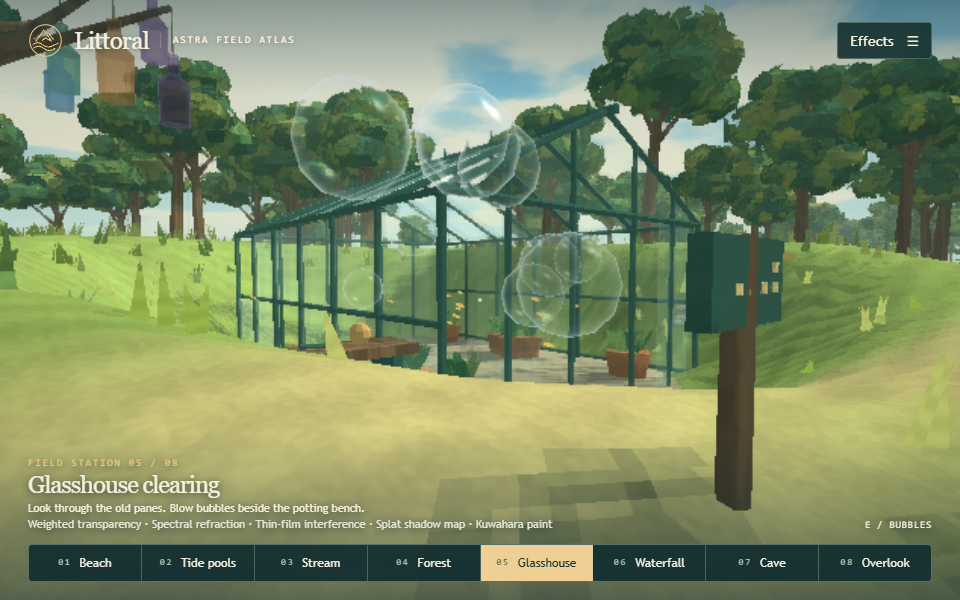 Littoral
ASTRA FIELD ATLAS
Effects
FIELD STATION 05 / 08
Glasshouse clearing
Look through the old panes. Blow bubbles beside the potting bench.
Weighted transparency · Spectral refraction · Thin-film interference · Splat shadow map · Kuwahara paint
E / BUBBLES
01 Beach
02 Tide pools
03 Stream
04 Forest
05 Glasshouse
06 Waterfall
07 Cave
08 Overlook